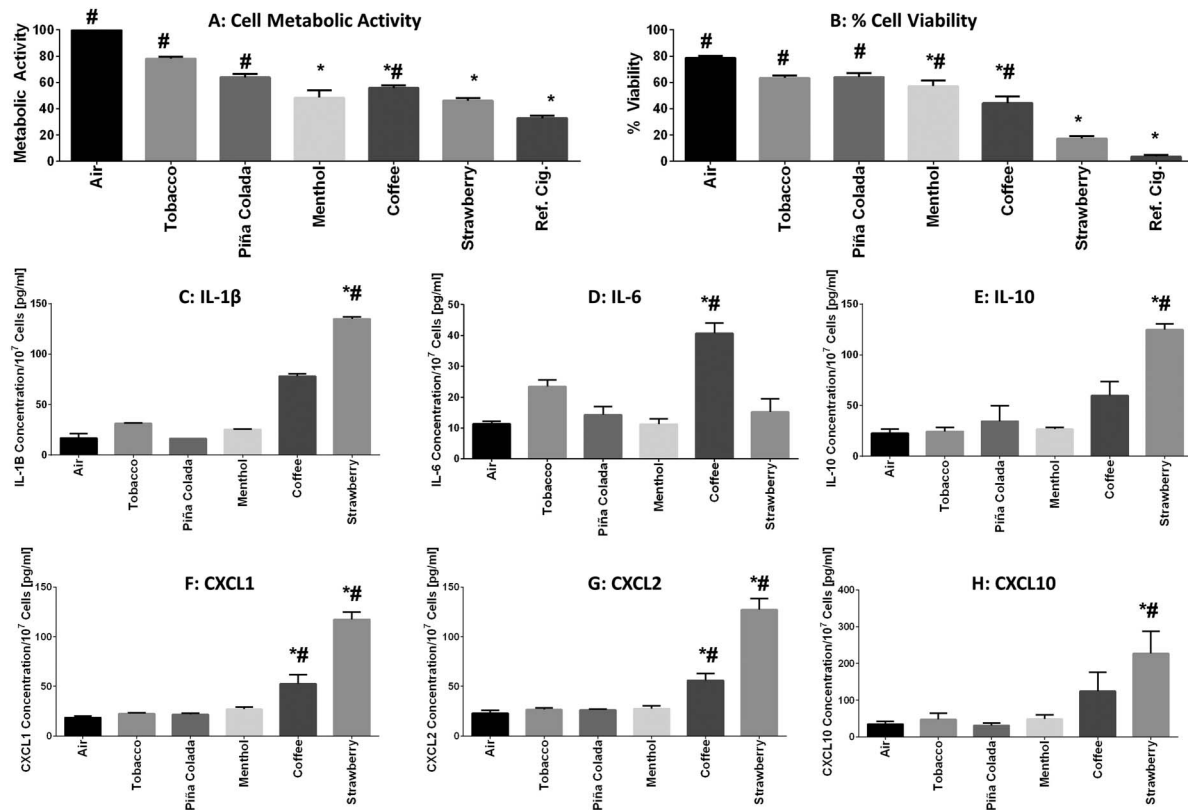 A: Cell Metabolic Activity
Metabolic Activity
100
80
60
40
20
0
#
#
#
*
*#
*
*
Air
Tobacco
Piña Colada
Menthol
Coffee
Strawberry
Ref. Cig.
B: % Cell Viability
% Viability
100
80
60
40
20
0
#
#
#
*#
*#
*
*
Air
Tobacco
Piña Colada
Menthol
Coffee
Strawberry
Ref. Cig.
C: IL-1β
IL-1B Concentration/10⁷ Cells [pg/ml]
150
100
50
0
*#
Air
Tobacco
Piña Colada
Menthol
Coffee
Strawberry
D: IL-6
IL-6 Concentration/10⁷ Cells [pg/ml]
50
40
30
20
10
0
*#
Air
Tobacco
Piña Colada
Menthol
Coffee
Strawberry
E: IL-10
IL-10 Concentration/10⁷ Cells [pg/ml]
150
100
50
0
*#
Air
Tobacco
Piña Colada
Menthol
Coffee
Strawberry
F: CXCL1
CXCL1 Concentration/10⁷ Cells [pg/ml]
150
100
50
0
*#
*#
Air
Tobacco
Piña Colada
Menthol
Coffee
Strawberry
G: CXCL2
CXCL2 Concentration/10⁷ Cells [pg/ml]
150
100
50
0
*#
*#
Air
Tobacco
Piña Colada
Menthol
Coffee
Strawberry
H: CXCL10
CXCL10 Concentration/10⁷ Cells [pg/ml]
400
300
200
100
0
*#
Air
Tobacco
Piña Colada
Menthol
Coffee
Strawberry